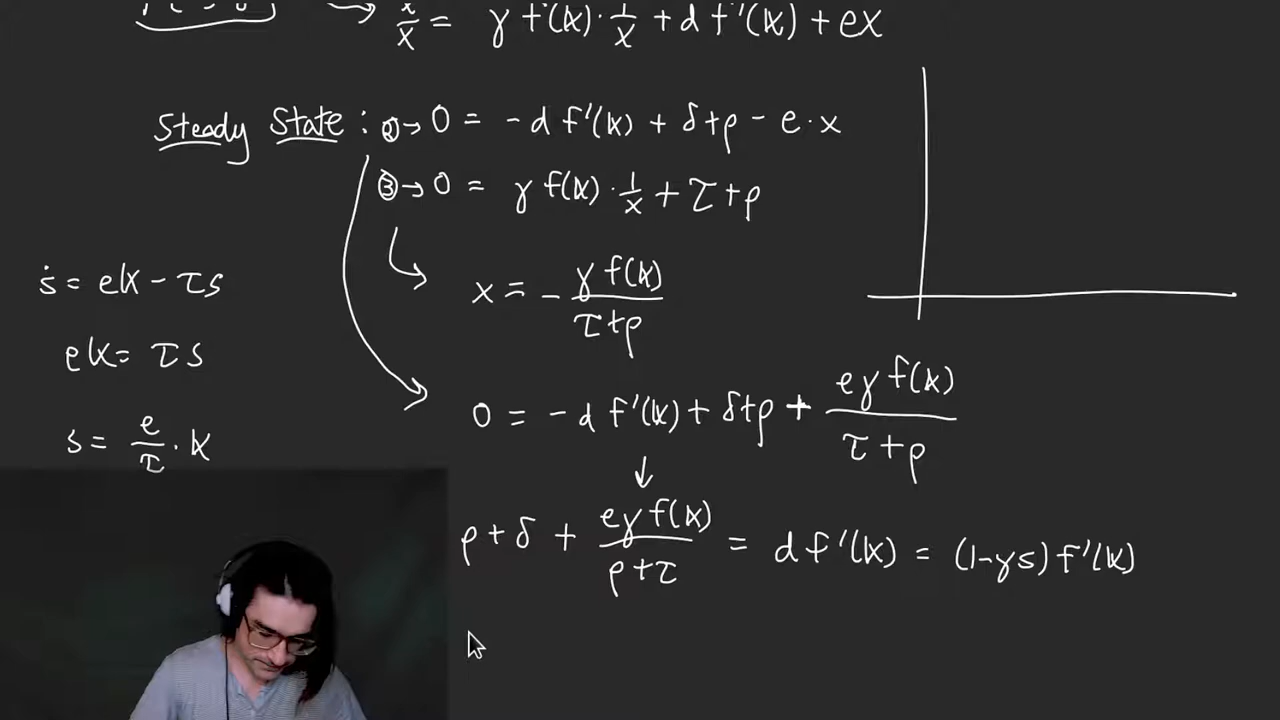 ẋ/x = γ f(k) · 1/x + d f'(k) + ex
Steady State : ② → 0 = - d f'(k) + δ + ρ - e · x
③ → 0 = γ f(k) · 1/x + τ + ρ
ṡ = ek - τs
x = - γ f(k) / τ + ρ
ek = τs
0 = - d f'(k) + δ + ρ + eγ f(k) / τ + ρ
s = e/τ · k
ρ + δ + eγ f(k) / ρ + τ = d f'(k) = (1 - γs) f'(k)